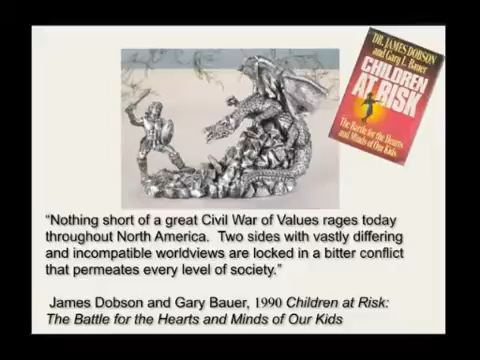 DR. JAMES DOBSON
and Gary L. Bauer
CHILDREN
AT RISK
The Battle for the Hearts
and Minds of Our Kids
“Nothing short of a great Civil War of Values rages today
throughout North America.  Two sides with vastly differing
and incompatible worldviews are locked in a bitter conflict
that permeates every level of society.”
James Dobson and Gary Bauer, 1990 Children at Risk:
The Battle for the Hearts and Minds of Our Kids